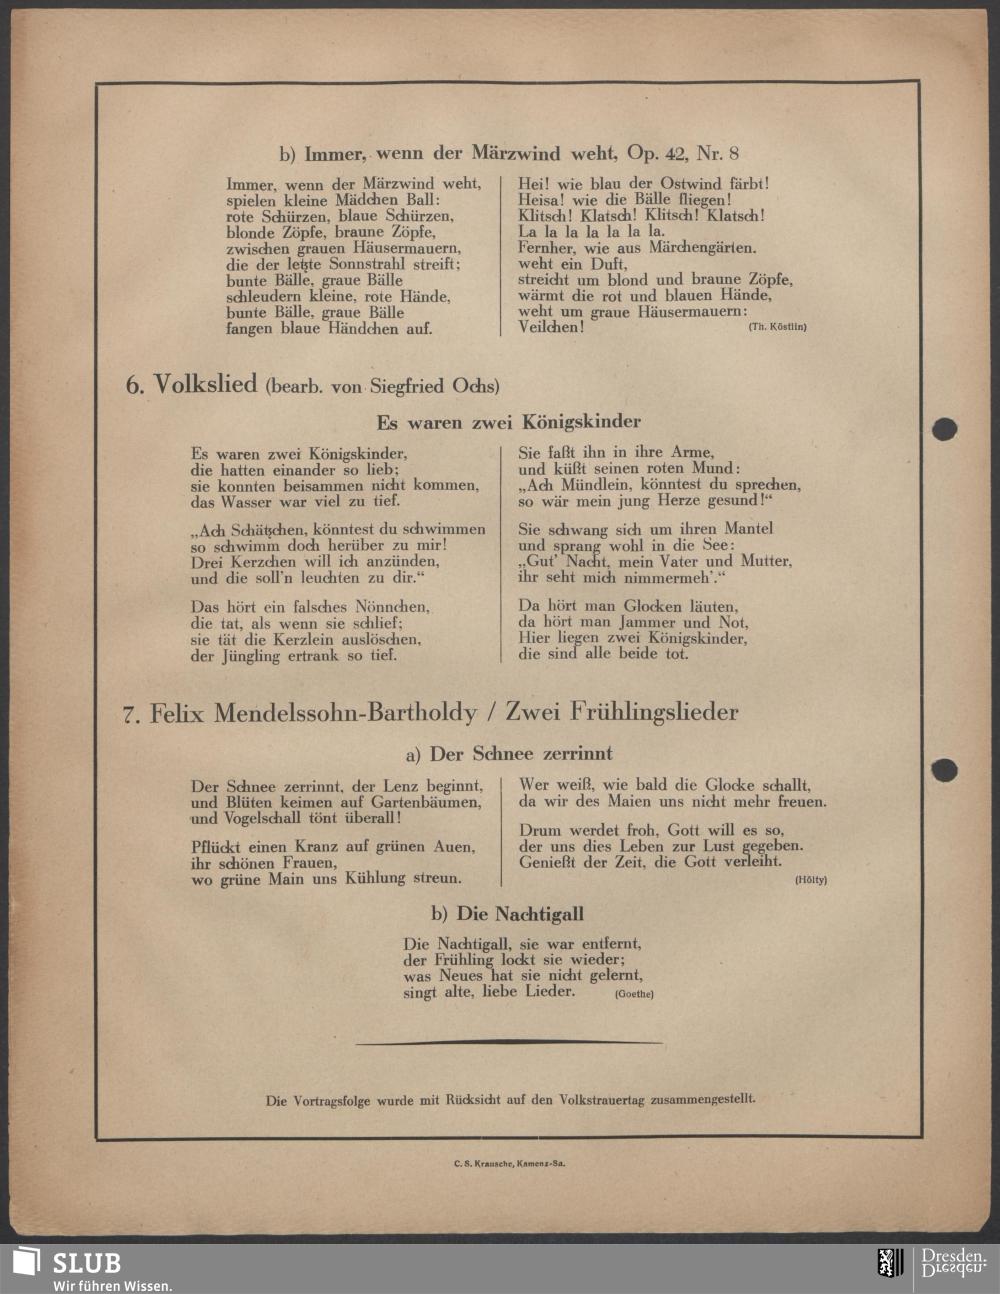 b) Immer, wenn der Märzwind weht, Op. 42, Nr. 8
Immer, wenn der Märzwind weht,
spielen kleine Mädchen Ball:
rote Schürzen, blaue Schürzen,
blonde Zöpfe, braune Zöpfe,
zwischen grauen Häusermauern,
die der letzte Sonnstrahl streift;
bunte Bälle, graue Bälle
schleudern kleine, rote Hände,
bunte Bälle, graue Bälle
fangen blaue Händchen auf.
Hei! wie blau der Ostwind färbt!
Heisa! wie die Bälle fliegen!
Klitsch! Klatsch! Klitsch! Klatsch!
La la la la la la la.
Fernher, wie aus Märchengärten.
weht ein Duft,
streicht um blond und braune Zöpfe,
wärmt die rot und blauen Hände,
weht um graue Häusermauern:
Veilchen! (Th. Köstlin)
6. Volkslied (bearb. von Siegfried Ochs)
Es waren zwei Königskinder
Es waren zwei Königskinder,
die hatten einander so lieb;
sie konnten beisammen nicht kommen,
das Wasser war viel zu tief.
„Ach Schätzchen, könntest du schwimmen
so schwimm doch herüber zu mir!
Drei Kerzchen will ich anzünden,
und die soll'n leuchten zu dir.“
Das hört ein falsches Nönnchen,
die tat, als wenn sie schlief;
sie tät die Kerzlein auslöschen,
der Jüngling ertrank so tief.
Sie faßt ihn in ihre Arme,
und küßt seinen roten Mund:
„Ach Mündlein, könntest du sprechen,
so wär mein jung Herze gesund!“
Sie schwang sich um ihren Mantel
und sprang wohl in die See:
„Gut' Nacht, mein Vater und Mutter,
ihr seht mich nimmermeh'.“
Da hört man Glocken läuten,
da hört man Jammer und Not,
Hier liegen zwei Königskinder,
die sind alle beide tot.
7. Felix Mendelssohn-Bartholdy / Zwei Frühlingslieder
a) Der Schnee zerrinnt
Der Schnee zerrinnt, der Lenz beginnt,
und Blüten keimen auf Gartenbäumen,
und Vogelschall tönt überall!
Pflückt einen Kranz auf grünen Auen,
ihr schönen Frauen,
wo grüne Main uns Kühlung streun.
Wer weiß, wie bald die Glocke schallt,
da wir des Maien uns nicht mehr freuen.
Drum werdet froh, Gott will es so,
der uns dies Leben zur Lust gegeben.
Genießt der Zeit, die Gott verleiht.
(Hölty)
b) Die Nachtigall
Die Nachtigall, sie war entfernt,
der Frühling lockt sie wieder;
was Neues hat sie nicht gelernt,
singt alte, liebe Lieder. (Goethe)
Die Vortragsfolge wurde mit Rücksicht auf den Volkstrauertag zusammengestellt.
C. S. Krausche, Kamenz-Sa.
SLUB
Wir führen Wissen.
Dresden.
Dresden.